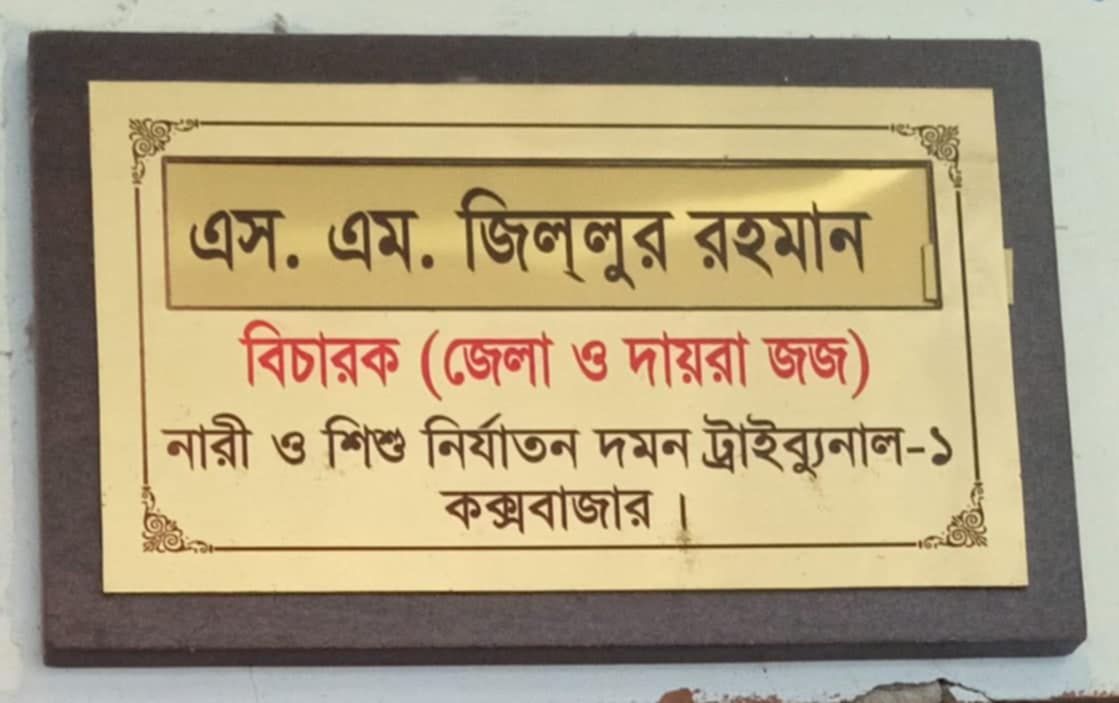 এস. এম. জিল্‌লুর রহমান
বিচারক (জেলা ও দায়রা জজ)
নারী ও শিশু নির্যাতন দমন ট্রাইব্যুনাল-১
কক্সবাজার ।